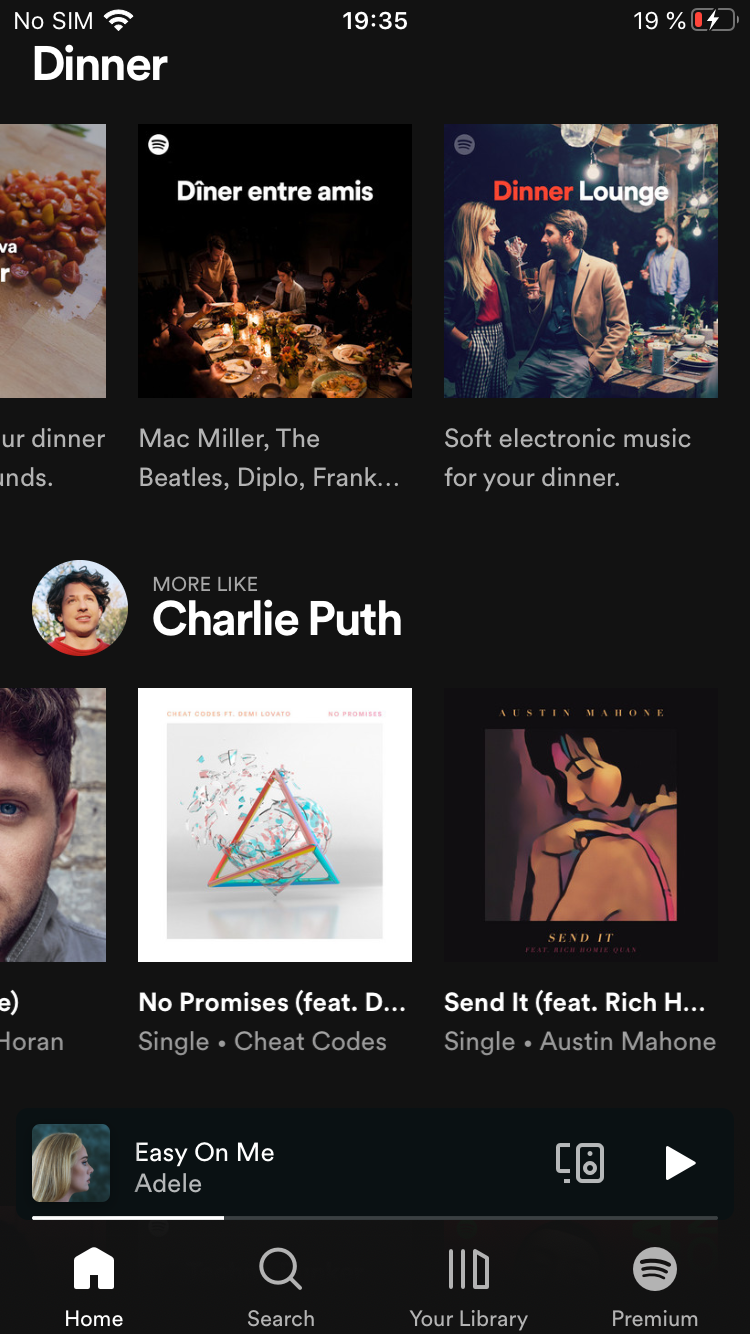 No SIM 19:35 19 %
Dinner
va
r
Dîner entre amis
Dinner Lounge
ur dinner
unds.
Mac Miller, The
Beatles, Diplo, Frank...
Soft electronic music
for your dinner.
MORE LIKE
Charlie Puth
CHEAT CODES FT. DEMI LOVATO NO PROMISES
AUSTIN MAHONE
SEND IT
FEAT. RICH HOMIE QUAN
e)
Horan
No Promises (feat. D...
Single • Cheat Codes
Send It (feat. Rich H...
Single • Austin Mahone
Easy On Me
Adele
Home Search Your Library Premium